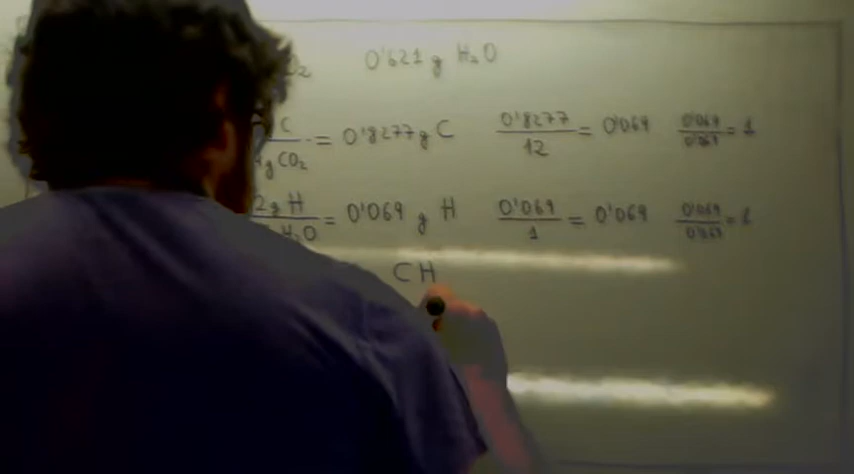 O₂ 0'621 g H₂O
C/g CO₂ = 0'8277 g C 0'8277/12 = 0'069 0'069/0'069 = 1
2 g H/H₂O = 0'069 g H 0'069/1 = 0'069 0'069/0'069 = 1
CH